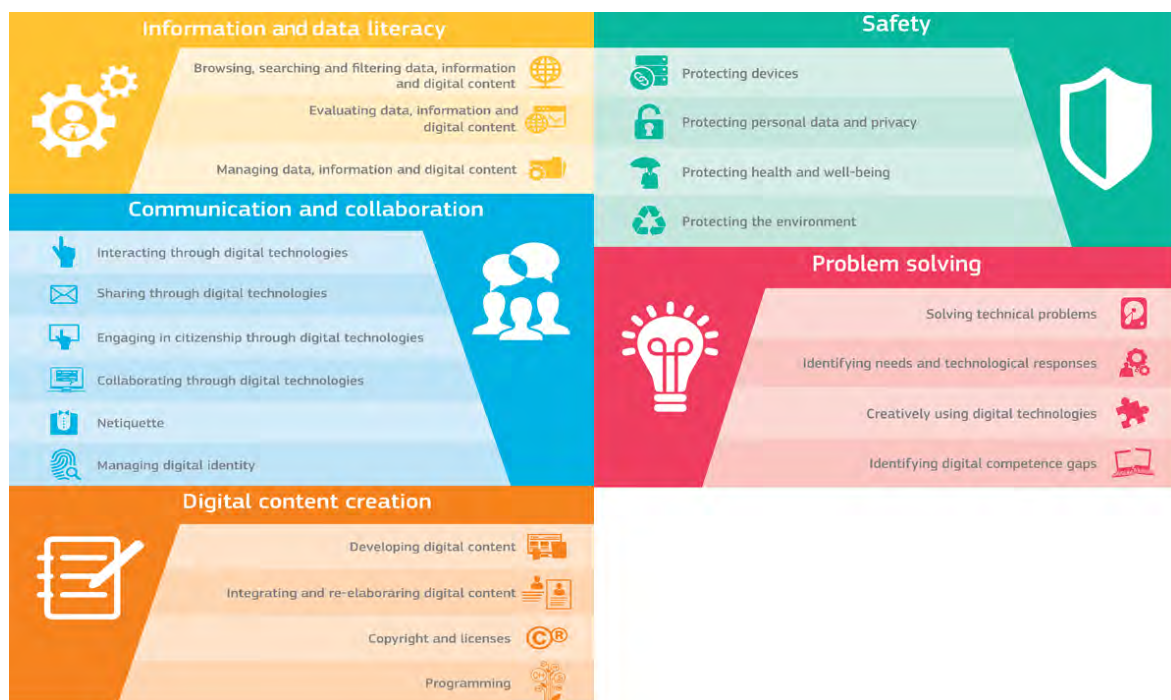 Information and data literacy
Browsing, searching and filtering data, information
and digital content
Evaluating data, information and
digital content
Managing data, information and digital content
Communication and collaboration
Interacting through digital technologies
Sharing through digital technologies
Engaging in citizenship through digital technologies
Collaborating through digital technologies
Netiquette
Managing digital identity
Digital content creation
Developing digital content
Integrating and re-elaboraring digital content
Copyright and licenses
© ®
Programming
Safety
Protecting devices
Protecting personal data and privacy
Protecting health and well-being
Protecting the environment
Problem solving
Solving technical problems
Identifying needs and technological responses
Creatively using digital technologies
Identifying digital competence gaps